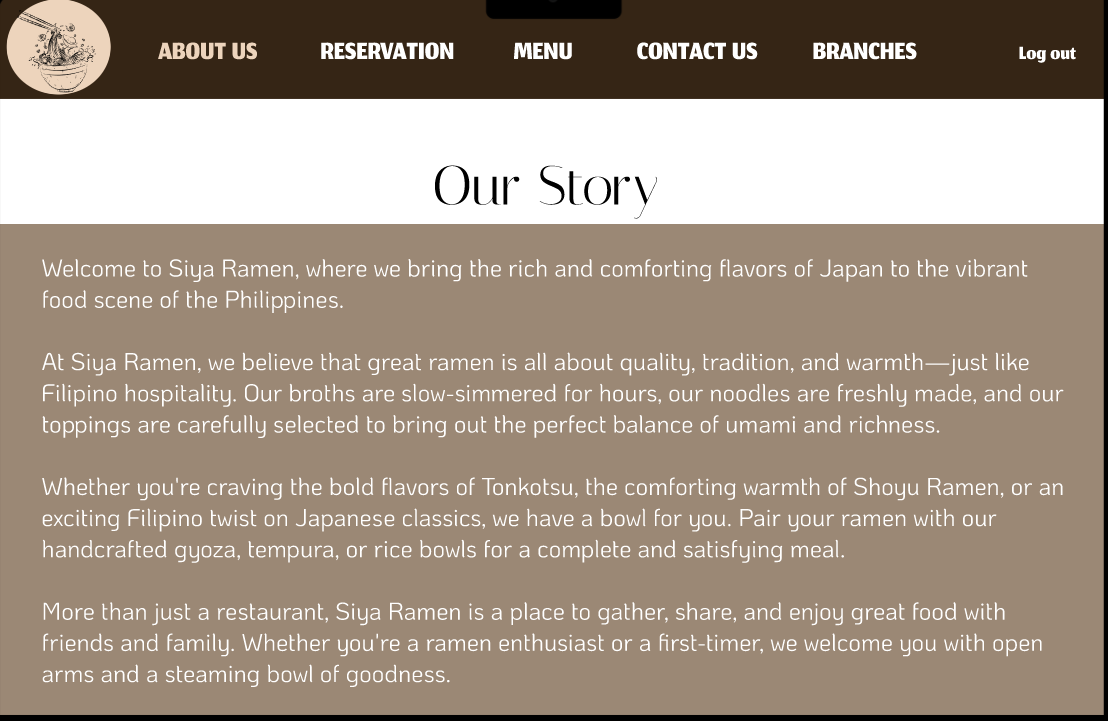 ABOUT US RESERVATION MENU CONTACT US BRANCHES Log out
Our Story
Welcome to Siya Ramen, where we bring the rich and comforting flavors of Japan to the vibrant
food scene of the Philippines.
At Siya Ramen, we believe that great ramen is all about quality, tradition, and warmth—just like
Filipino hospitality. Our broths are slow-simmered for hours, our noodles are freshly made, and our
toppings are carefully selected to bring out the perfect balance of umami and richness.
Whether you're craving the bold flavors of Tonkotsu, the comforting warmth of Shoyu Ramen, or an
exciting Filipino twist on Japanese classics, we have a bowl for you. Pair your ramen with our
handcrafted gyoza, tempura, or rice bowls for a complete and satisfying meal.
More than just a restaurant, Siya Ramen is a place to gather, share, and enjoy great food with
friends and family. Whether you're a ramen enthusiast or a first-timer, we welcome you with open
arms and a steaming bowl of goodness.